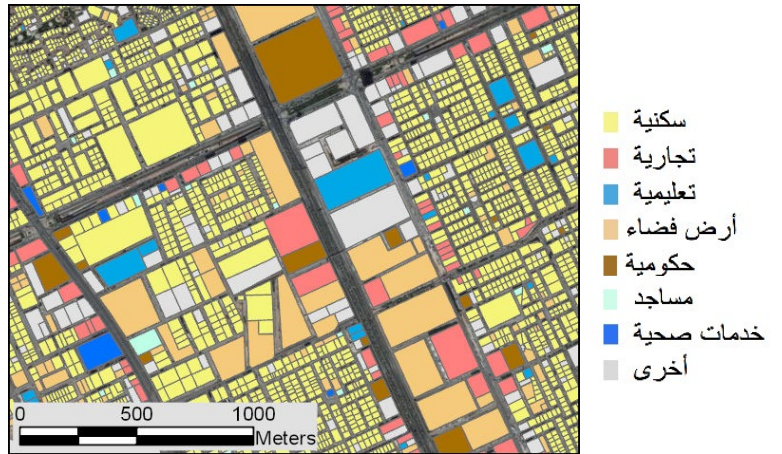 سكنية
تجارية
تعليمية
أرض فضاء
حكومية
مساجد
خدمات صحية
أخرى
0 500 1000
Meters